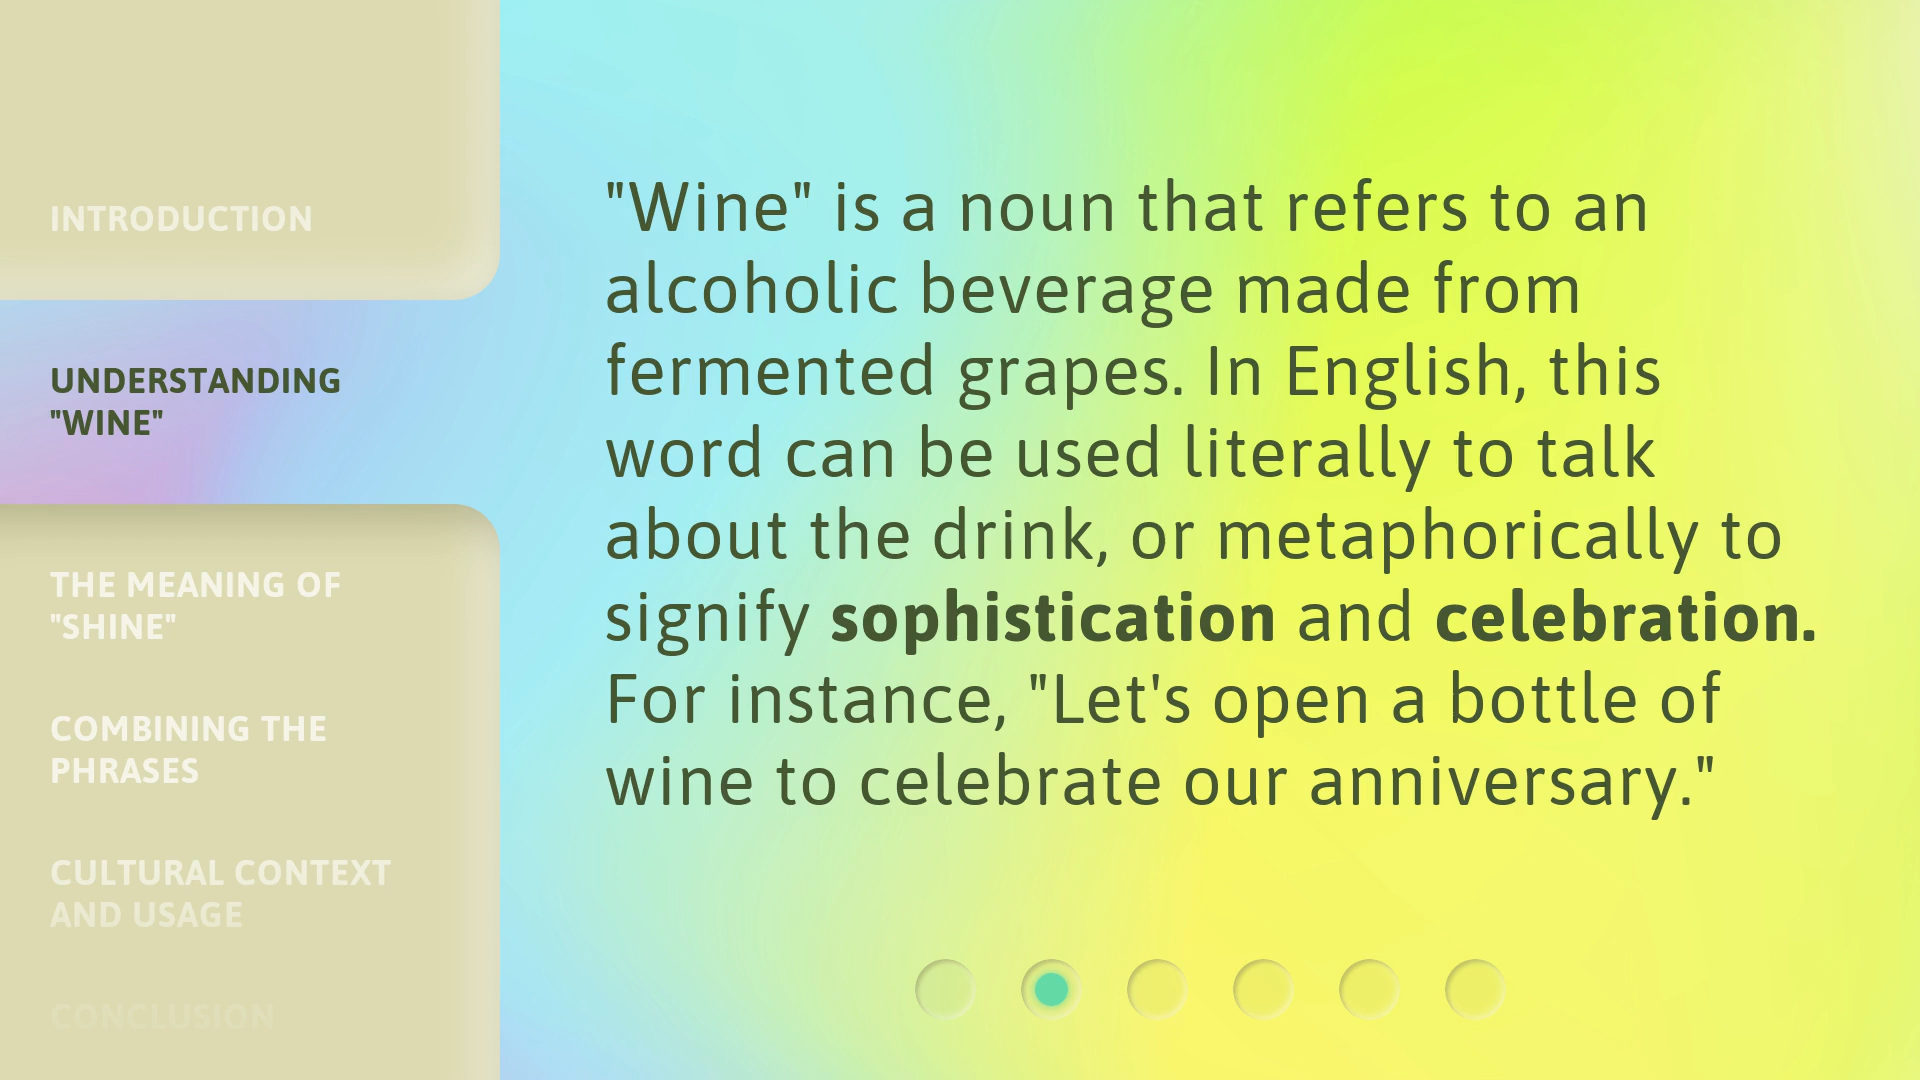 INTRODUCTION
UNDERSTANDING
"WINE"
THE MEANING OF
"SHINE"
COMBINING THE
PHRASES
CULTURAL CONTEXT
AND USAGE
CONCLUSION
"Wine" is a noun that refers to an
alcoholic beverage made from
fermented grapes. In English, this
word can be used literally to talk
about the drink, or metaphorically to
signify sophistication and celebration.
For instance, "Let's open a bottle of
wine to celebrate our anniversary."